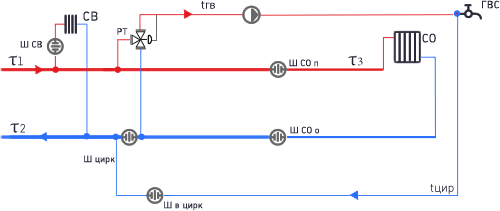 tгв
ГВС
СВ
РТ
Ш СВ
СО
τ1
Ш СО п
τ3
τ2
Ш СО о
Ш цирк
tцир
Ш в цирк